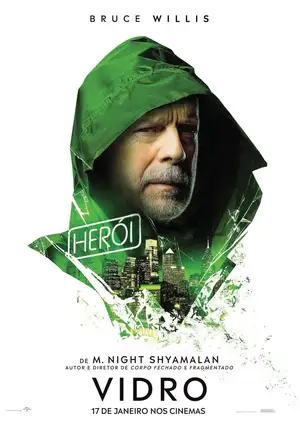 BRUCE WILLIS
HERÓI
DE M. NIGHT SHYAMALAN
AUTOR E DIRETOR DE CORPO FECHADO E FRAGMENTADO
VIDRO
17 DE JANEIRO NOS CINEMAS